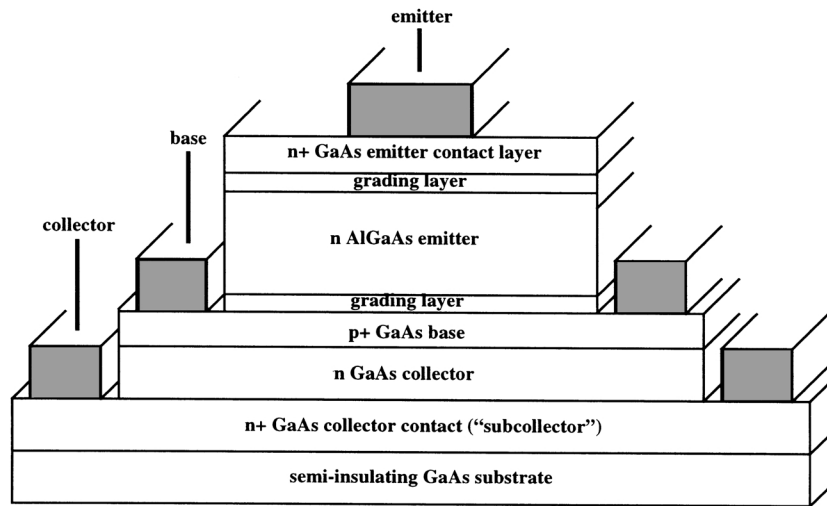 emitter
base
collector
n+ GaAs emitter contact layer
grading layer
n AlGaAs emitter
grading layer
p+ GaAs base
n GaAs collector
n+ GaAs collector contact (“subcollector”)
semi-insulating GaAs substrate